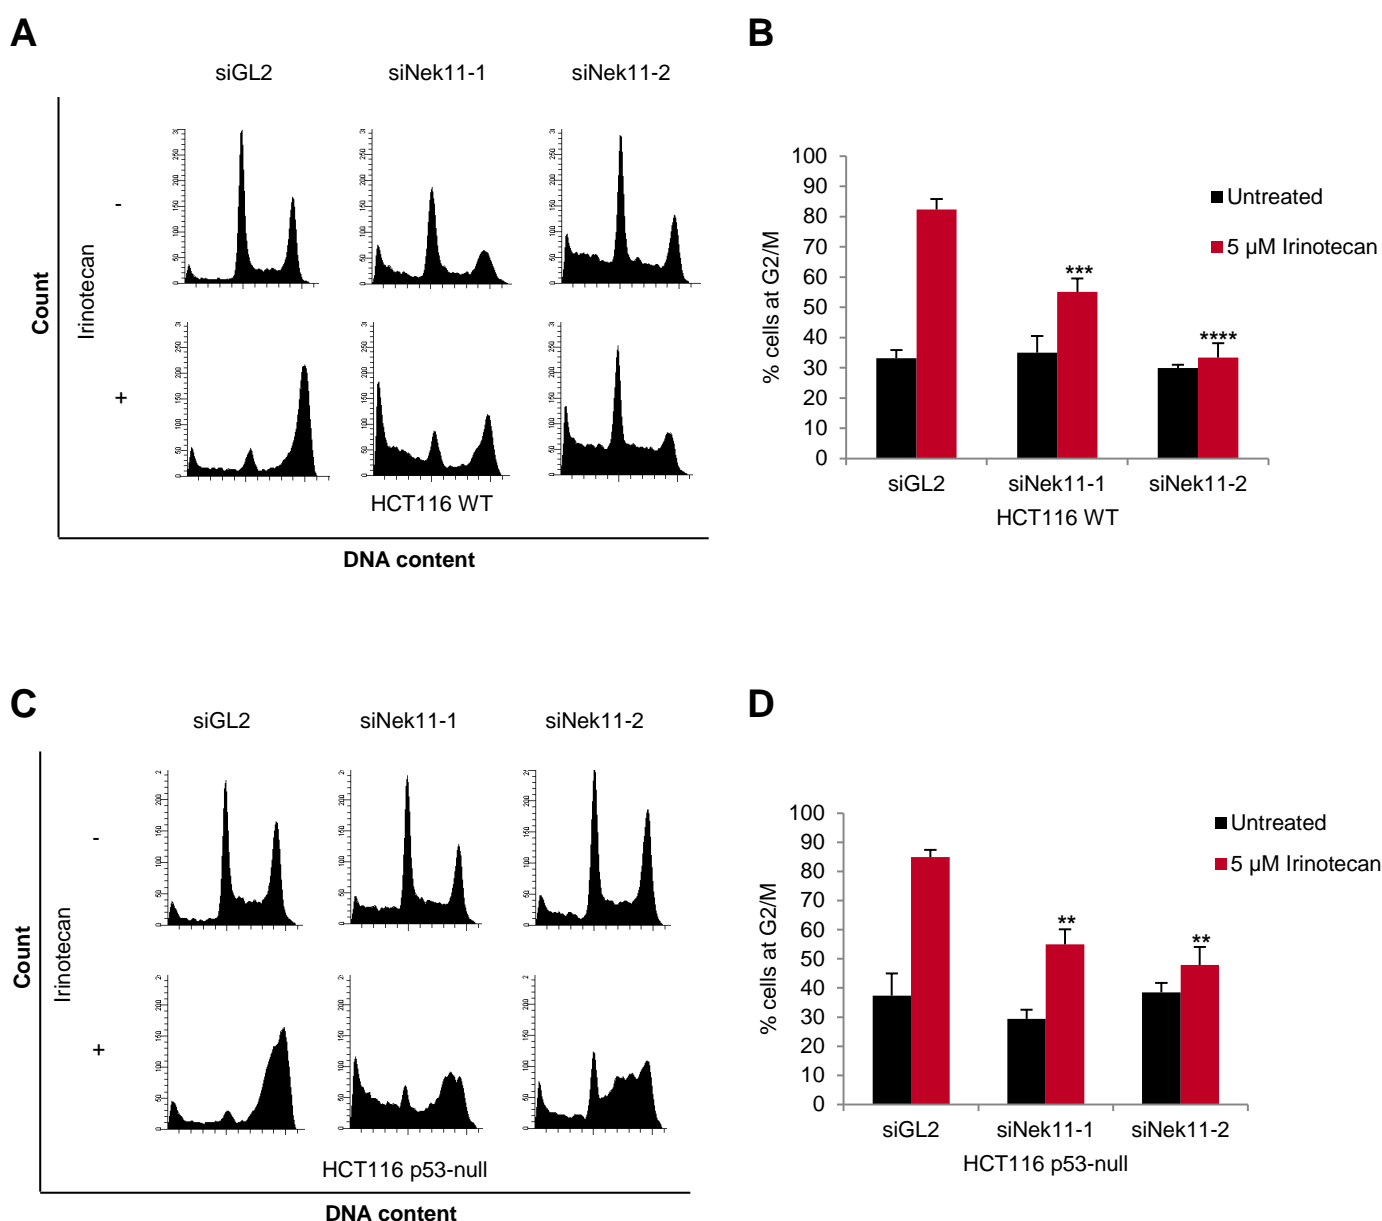 A
siGL2 siNek11-1 siNek11-2
-
+
Irinotecan
Count
HCT116 WT
DNA content
B
100
90
80
70
60
50
40
30
20
10
0
% cells at G2/M
Untreated
5 µM Irinotecan
***
****
siGL2 siNek11-1 siNek11-2
HCT116 WT
C
siGL2 siNek11-1 siNek11-2
-
+
Irinotecan
Count
HCT116 p53-null
DNA content
D
100
90
80
70
60
50
40
30
20
10
0
% cells at G2/M
Untreated
5 µM Irinotecan
**
**
siGL2 siNek11-1 siNek11-2
HCT116 p53-null